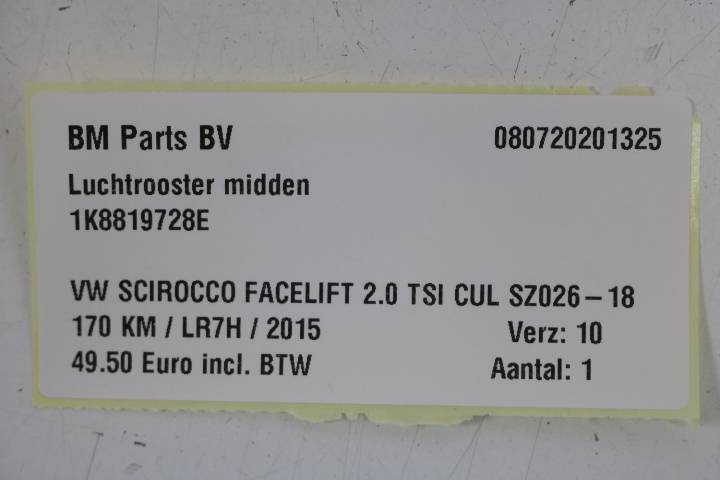 BM Parts BV 080720201325
Luchtrooster midden
1K8819728E
VW SCIROCCO FACELIFT 2.0 TSI CUL SZ026-18
170 KM / LR7H / 2015 Verz: 10
49.50 Euro incl. BTW Aantal: 1